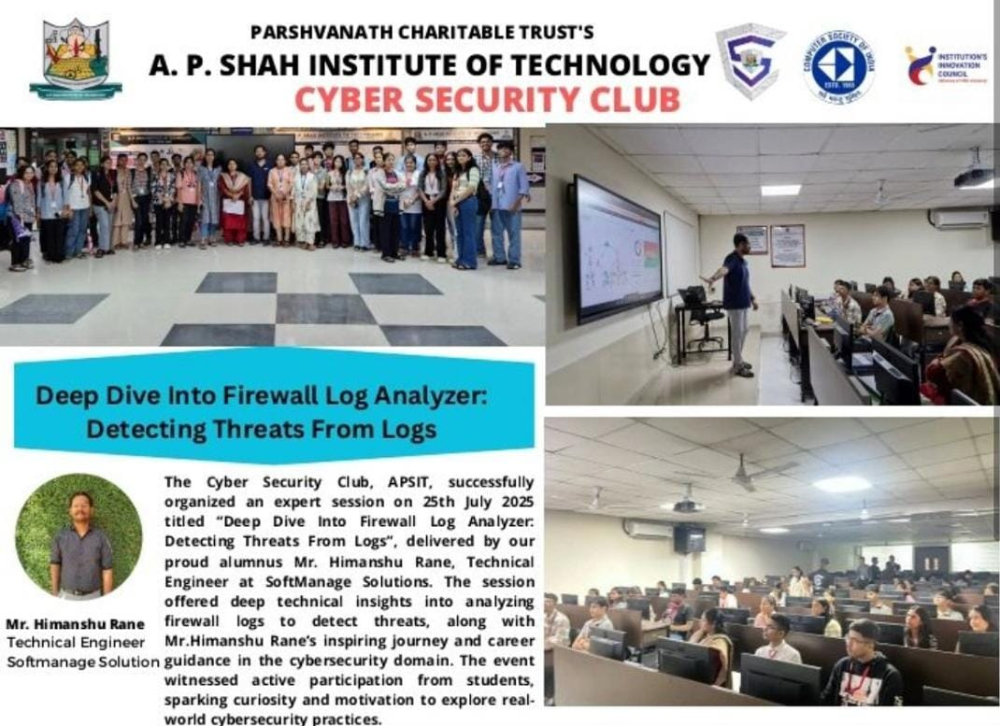 PARSHVANATH CHARITABLE TRUST'S
A. P. SHAH INSTITUTE OF TECHNOLOGY
CYBER SECURITY CLUB
COMPUTER SOCIETY OF INDIA
ESTD. 1965
INSTITUTION'S
INNOVATION
COUNCIL
Deep Dive Into Firewall Log Analyzer:
Detecting Threats From Logs
The Cyber Security Club, APSIT, successfully
organized an expert session on 25th July 2025
titled “Deep Dive Into Firewall Log Analyzer:
Detecting Threats From Logs”, delivered by our
proud alumnus Mr. Himanshu Rane, Technical
Engineer at SoftManage Solutions. The session
offered deep technical insights into analyzing
firewall logs to detect threats, along with
Mr.Himanshu Rane’s inspiring journey and career
guidance in the cybersecurity domain. The event
witnessed active participation from students,
sparking curiosity and motivation to explore real-
world cybersecurity practices.
Mr. Himanshu Rane
Technical Engineer
Softmanage Solution